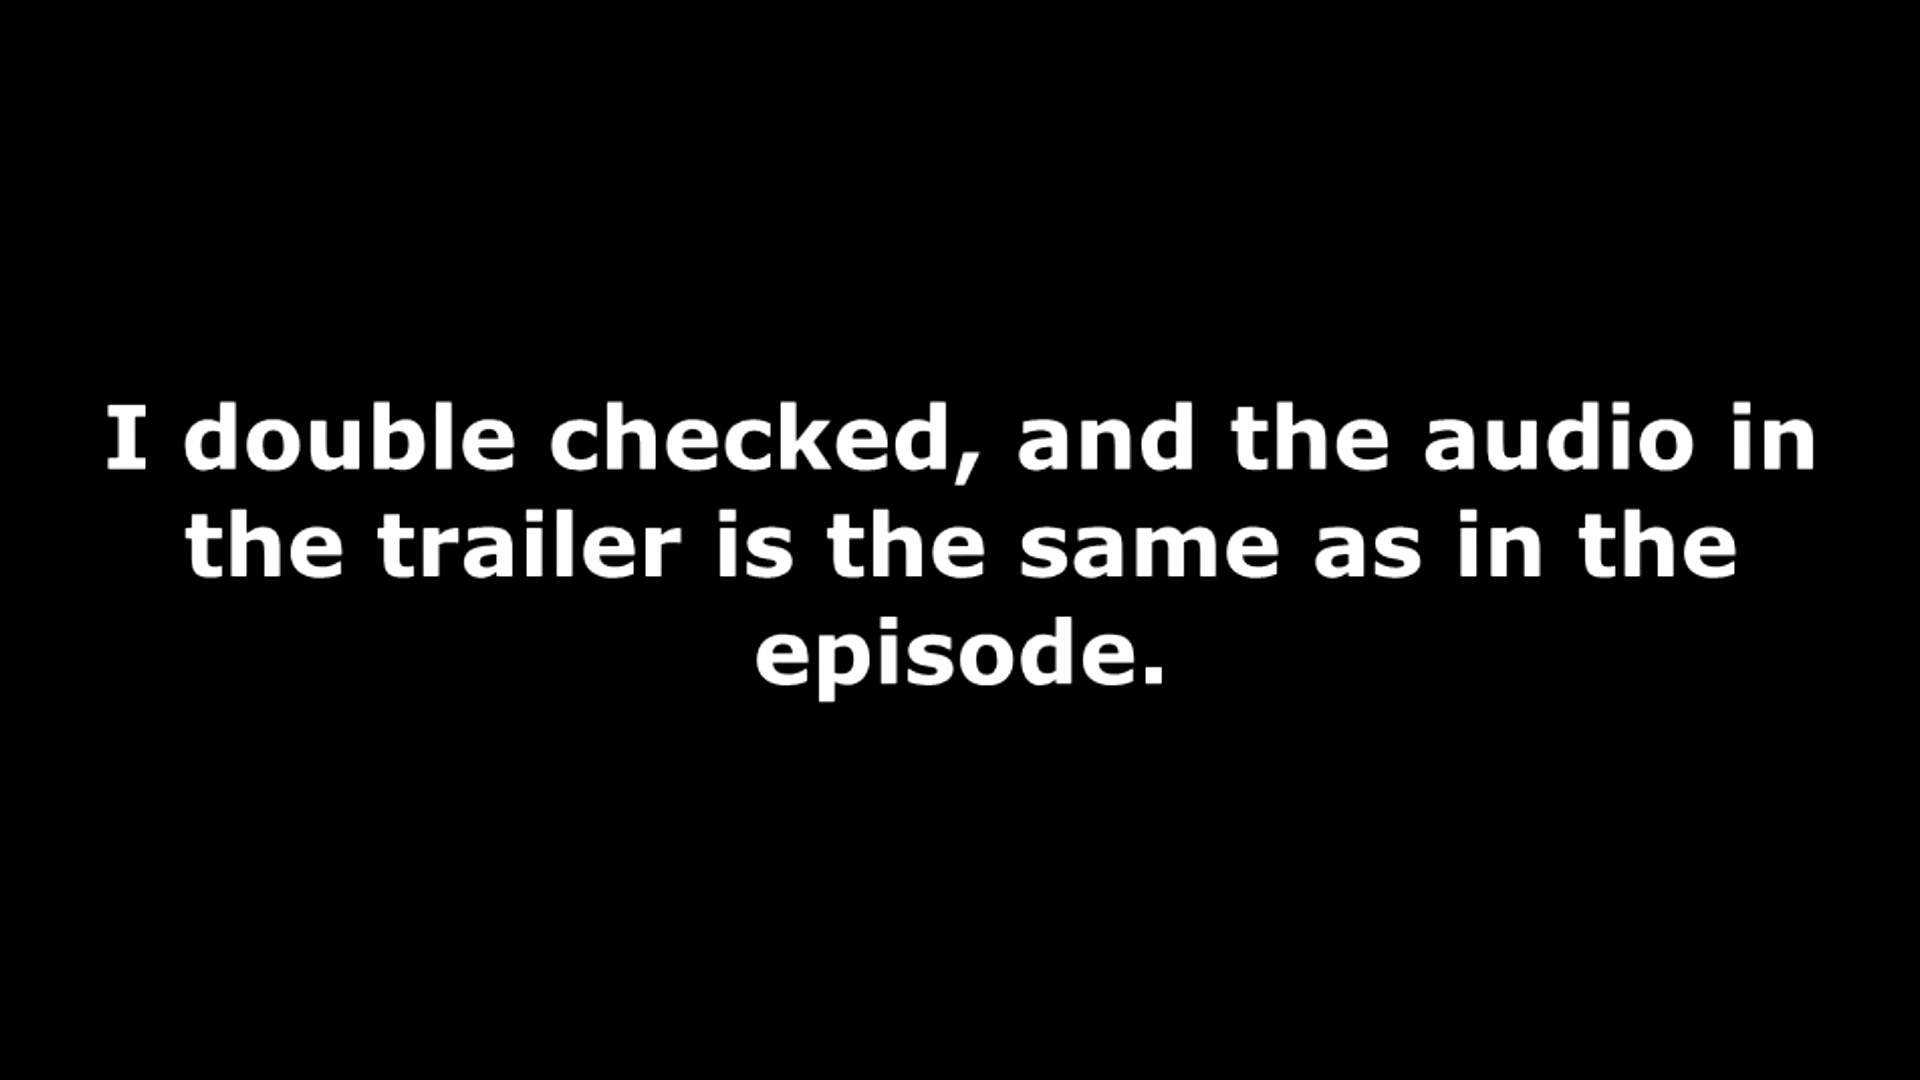 I double checked, and the audio in
the trailer is the same as in the
episode.